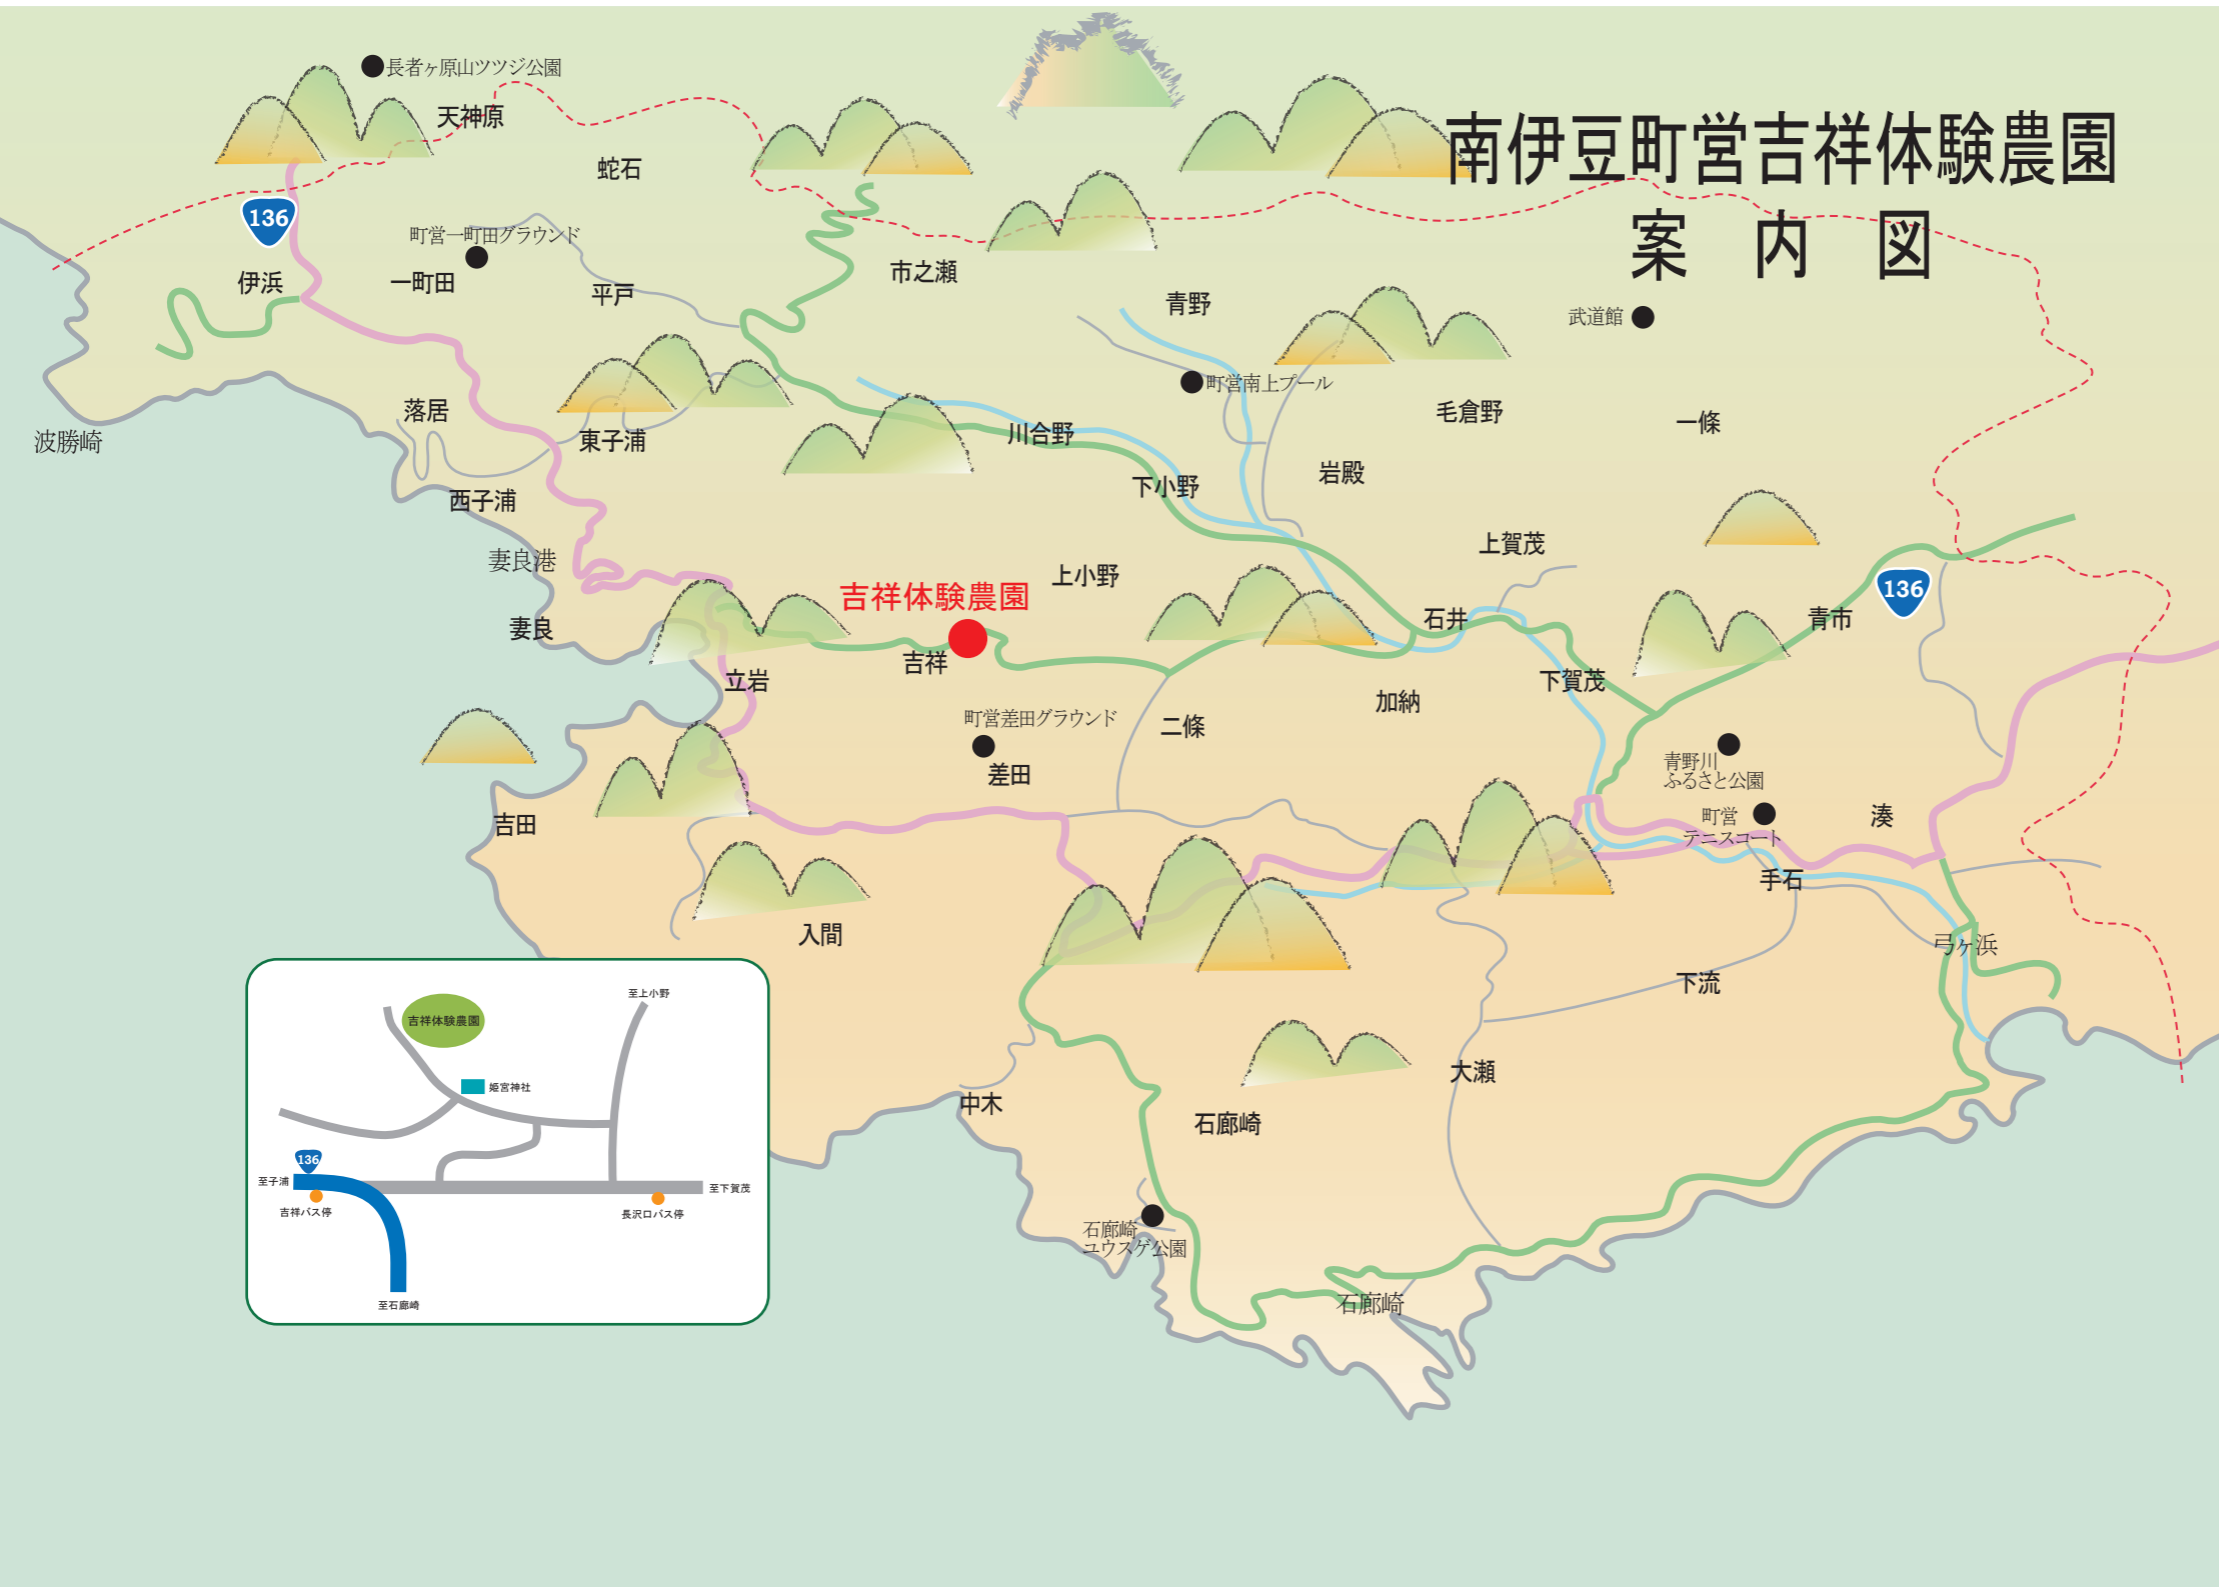 南伊豆町営吉祥体験農園
案内図
長者ヶ原山ツツジ公園
天神原
蛇石
136
町営一町田グラウンド
伊浜
一町田
平戸
市之瀬
青野
武道館
町営南上プール
落居
波勝崎
東子浦
川合野
毛倉野
一條
西子浦
下小野
岩殿
妻良港
上小野
上賀茂
吉祥体験農園
136
妻良
石井
青市
吉祥
立岩
下賀茂
加納
町営差田グラウンド
二條
差田
青野川
ふるさと公園
町営
テニスコート
湊
吉田
手石
入間
弓ヶ浜
下流
大瀬
中木
石廊崎
石廊崎
ユウスゲ公園
石廊崎
至上小野
吉祥体験農園
姫宮神社
136
至子浦
至下賀茂
吉祥バス停
長沢口バス停
至石廊崎